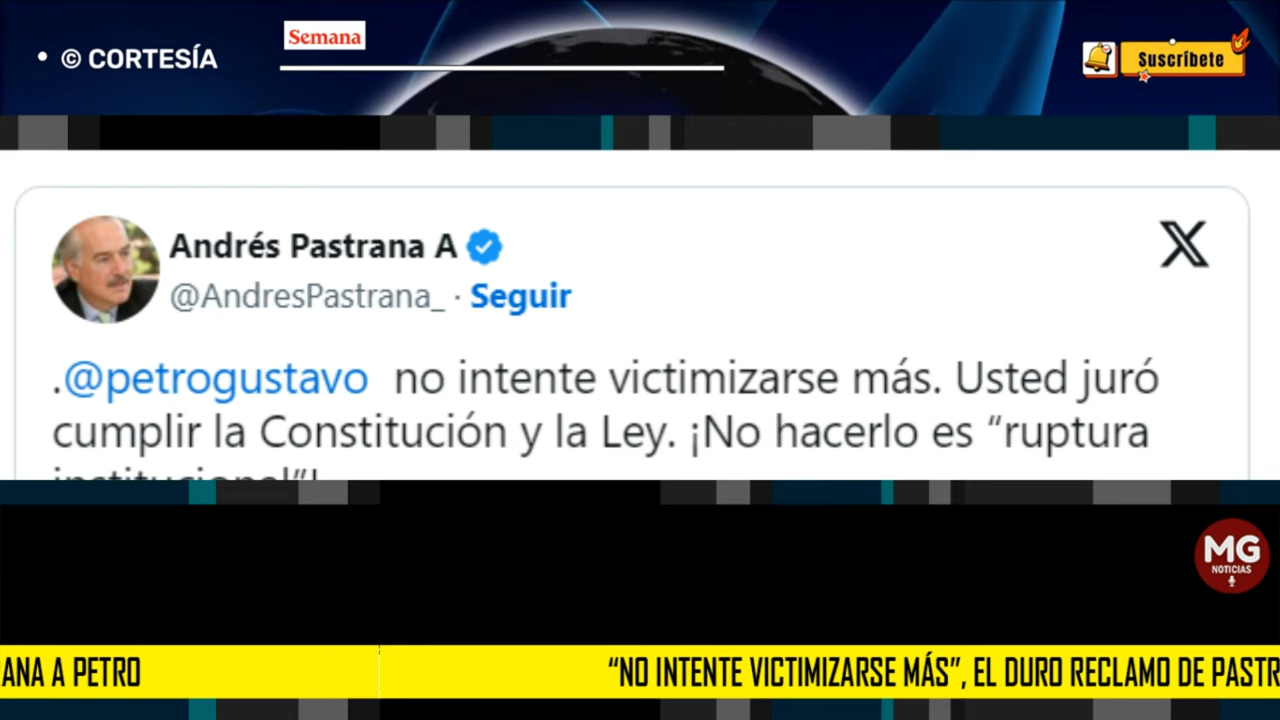 • © CORTESÍA
Semana
Suscríbete
Andrés Pastrana A
@AndresPastrana_ · Seguir
.@petrogustavo no intente victimizarse más. Usted juró
cumplir la Constitución y la Ley. ¡No hacerlo es “ruptura
institucional”!
MG
NOTICIAS
ANA A PETRO
“NO INTENTE VICTIMIZARSE MÁS”, EL DURO RECLAMO DE PASTR